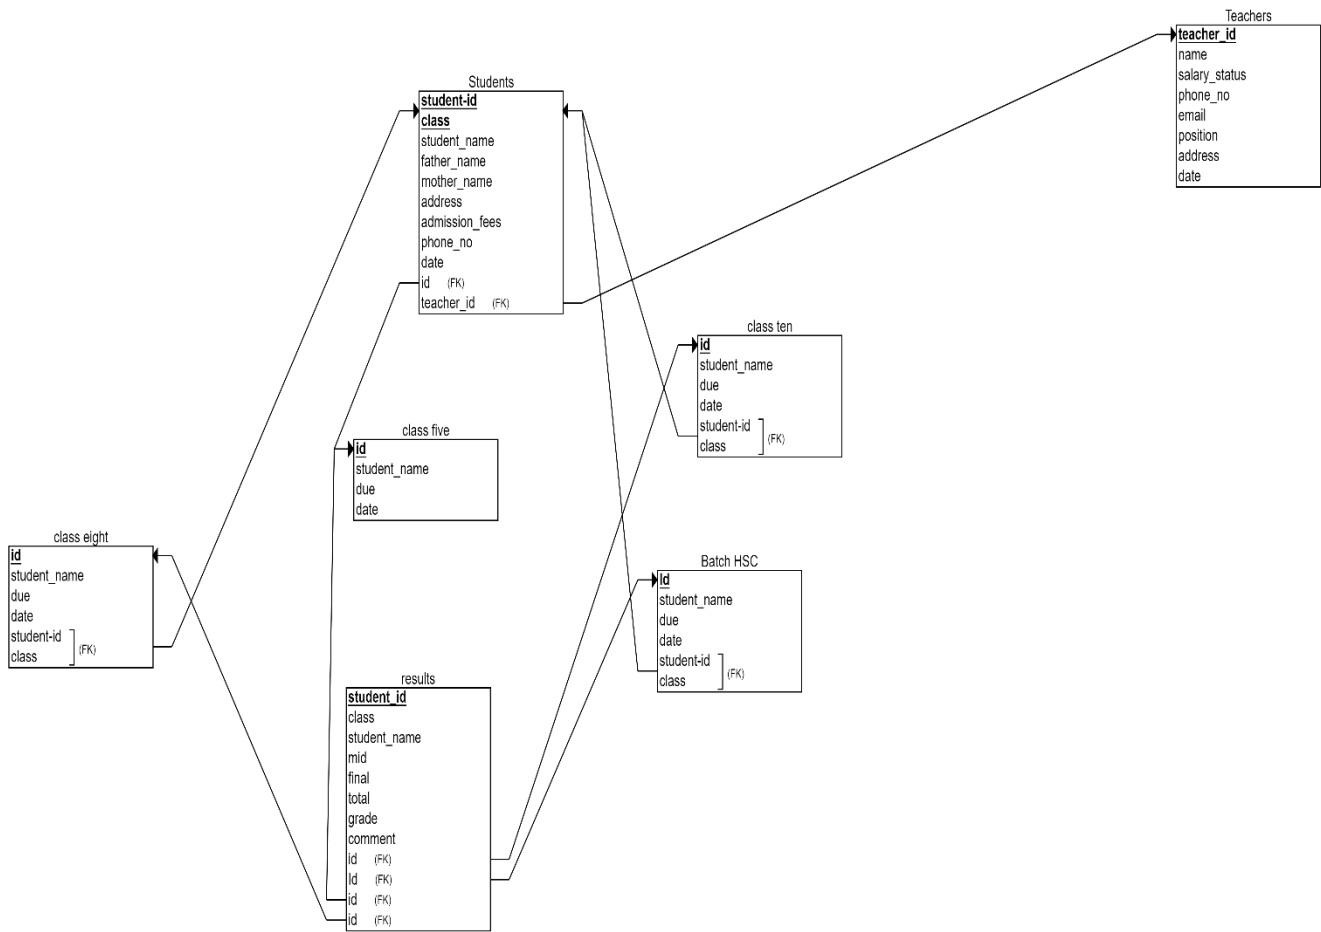 Teachers
teacher_id
name
salary_status
phone_no
email
position
address
date
Students
student-id
class
student_name
father_name
mother_name
address
admission_fees
phone_no
date
id (FK)
teacher_id (FK)
class ten
id
student_name
due
date
student-id
class
(FK)
class five
id
student_name
due
date
class eight
id
student_name
due
date
student-id
class
(FK)
Batch HSC
Id
student_name
due
date
student-id
class
(FK)
results
student_id
class
student_name
mid
final
total
grade
comment
id (FK)
Id (FK)
id (FK)
id (FK)